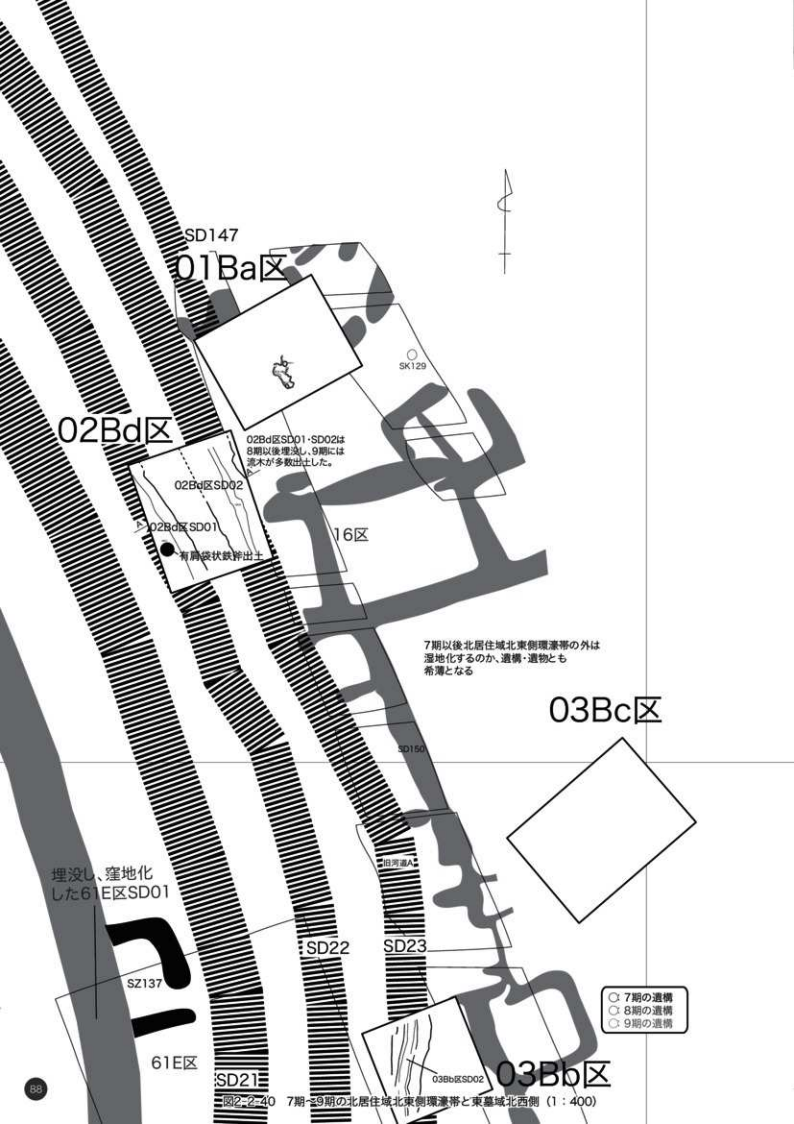 SD147
01Ba区
SK129
02Bd区
02Bd区SD01・SD02は
8期以後埋没し、9期には
流木が多数出土した。
02Bd区SD02
A
A
02Bd区SD01
有肩袋状鉄斧出土
16区
7期以後北居住域北東側環濠帯の外は
湿地化するのか、遺構・遺物とも
希薄となる
03Bc区
SD150
旧河道A
埋没し、窪地化
した61E区SD01
SD22
SD23
SZ137
○: 7期の遺構
○: 8期の遺構
○: 9期の遺構
61E区
SD21
03Bb区SD02
03Bb区
88
図2-2-40 7期~9期の北居住域北東側環濠帯と東墓域北西側(1:400)